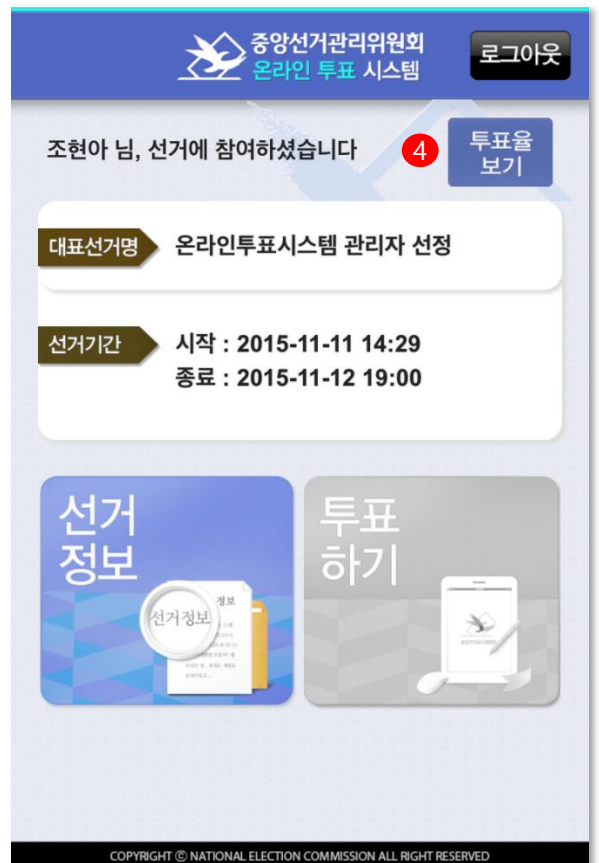 중앙선거관리위원회
온라인 투표 시스템
로그아웃
조현아 님, 선거에 참여하셨습니다
4
투표율
보기
대표선거명
온라인투표시스템 관리자 선정
선거기간
시작 : 2015-11-11 14:29
종료 : 2015-11-12 19:00
선거
정보
정보
선거정보
투표
하기
COPYRIGHT ⓒ NATIONAL ELECTION COMMISSION ALL RIGHT RESERVED